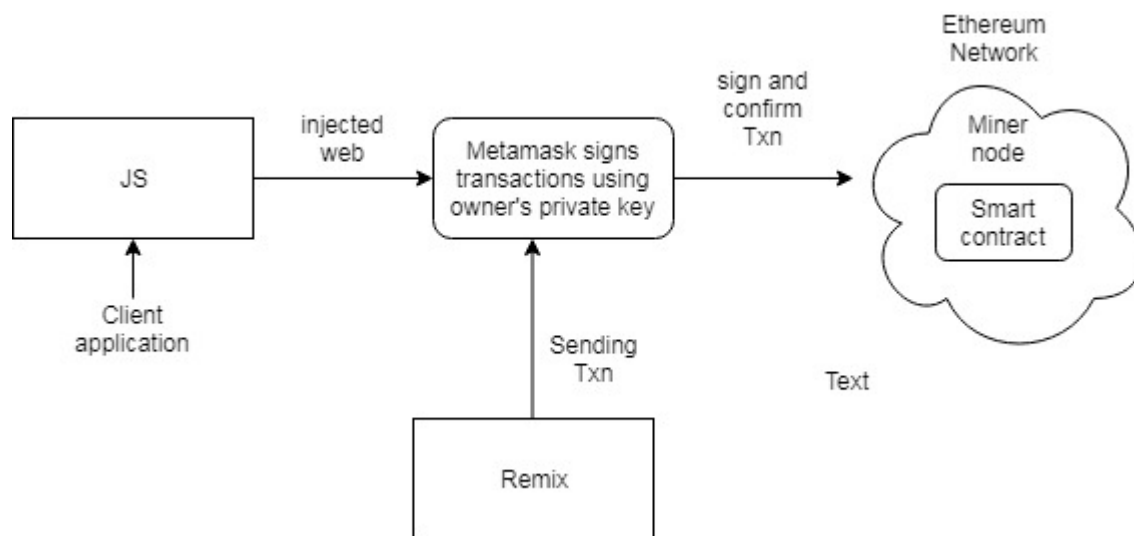 Ethereum
Network
sign and
confirm
Txn
injected
web
Miner
node
JS
Metamask signs
transactions using
owner's private key
Smart
contract
Client
application
Sending
Txn
Text
Remix